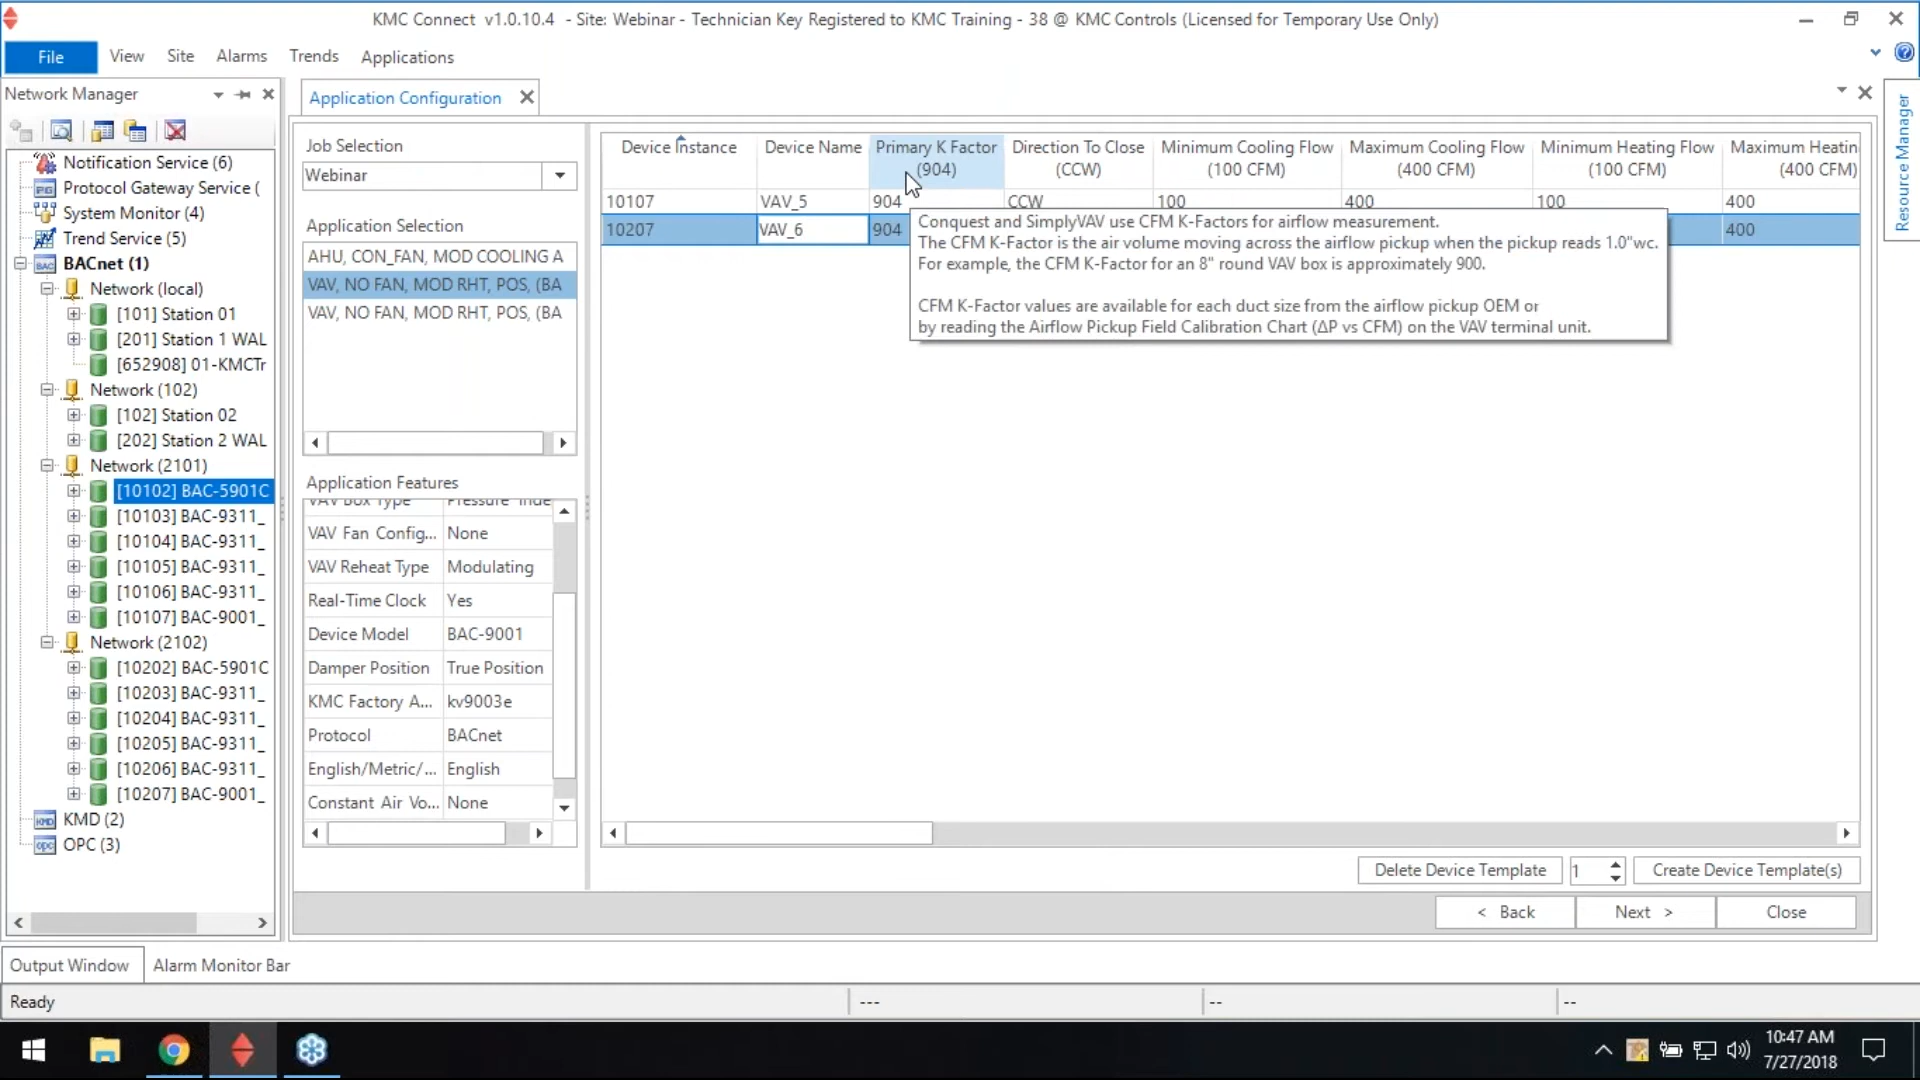 KMC Connect v1.0.10.4 - Site: Webinar - Technician Key Registered to KMC Training - 38 @ KMC Controls (Licensed for Temporary Use Only)
File View Site Alarms Trends Applications
Network Manager
Notification Service (6)
Protocol Gateway Service (
System Monitor (4)
Trend Service (5)
BACnet (1)
Network (local)
[101] Station 01
[201] Station 1 WAL
[652908] 01-KMCTr
Network (102)
[102] Station 02
[202] Station 2 WAL
Network (2101)
[10102] BAC-5901C
[10103] BAC-9311_
[10104] BAC-9311_
[10105] BAC-9311_
[10106] BAC-9311_
[10107] BAC-9001_
Network (2102)
[10202] BAC-5901C
[10203] BAC-9311_
[10204] BAC-9311_
[10205] BAC-9311_
[10206] BAC-9311_
[10207] BAC-9001_
KMD (2)
OPC (3)
Application Configuration
Job Selection
Webinar
Application Selection
AHU, CON_FAN, MOD COOLING A
VAV, NO FAN, MOD RHT, POS, (BA
VAV, NO FAN, MOD RHT, POS, (BA
Application Features
VAV Box Type Pressure Inde
VAV Fan Config... None
VAV Reheat Type Modulating
Real-Time Clock Yes
Device Model BAC-9001
Damper Position True Position
KMC Factory A... kv9003e
Protocol BACnet
English/Metric/... English
Constant Air Vo... None
Device Instance Device Name Primary K Factor Direction To Close Minimum Cooling Flow Maximum Cooling Flow Minimum Heating Flow Maximum Heatin
(904) (CCW) (100 CFM) (400 CFM) (100 CFM) (400 CFM)
10107 VAV_5 904 CCW 100 400 100 400
10207 VAV_6 904 400
Conquest and SimplyVAV use CFM K-Factors for airflow measurement.
The CFM K-Factor is the air volume moving across the airflow pickup when the pickup reads 1.0"wc.
For example, the CFM K-Factor for an 8" round VAV box is approximately 900.
CFM K-Factor values are available for each duct size from the airflow pickup OEM or
by reading the Airflow Pickup Field Calibration Chart (ΔP vs CFM) on the VAV terminal unit.
Delete Device Template 1 Create Device Template(s)
< Back Next > Close
Resource Manager
Output Window Alarm Monitor Bar
Ready --- -- --
10:47 AM
7/27/2018